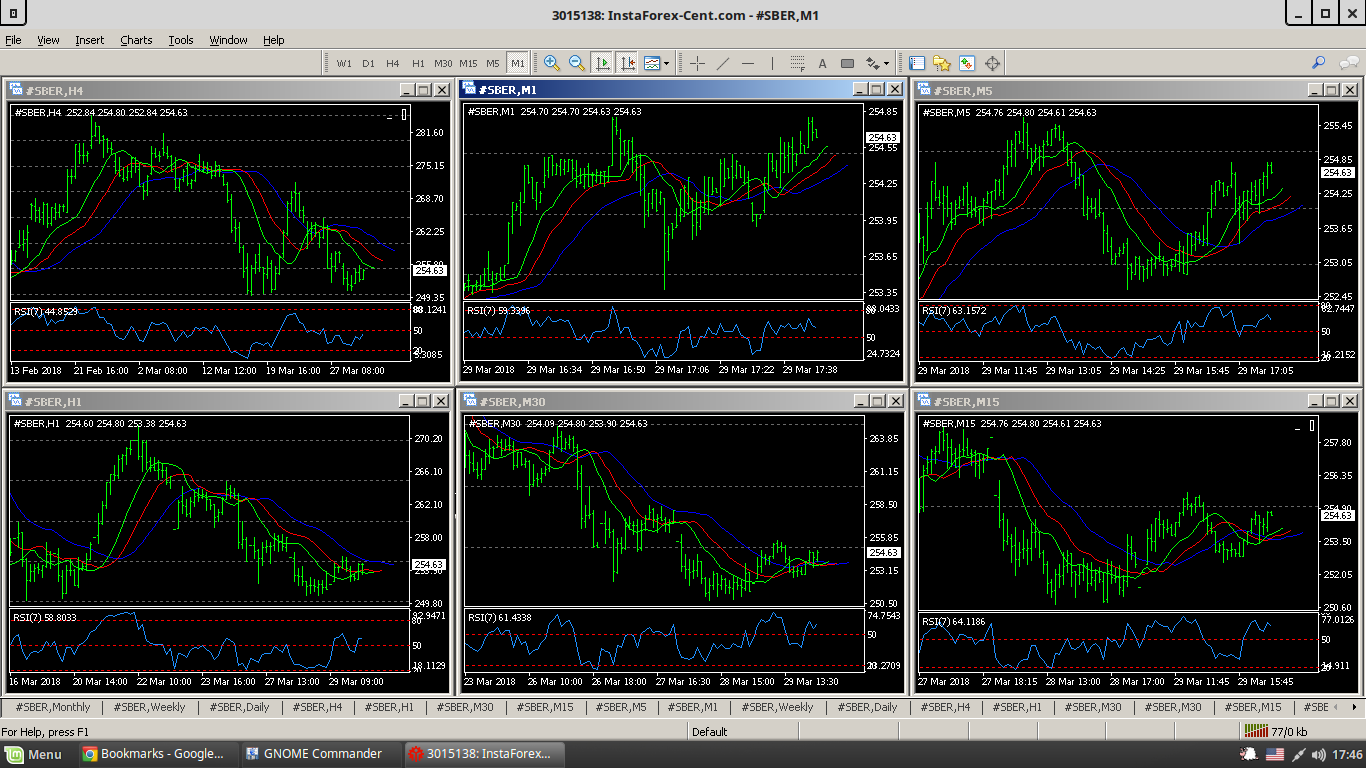 3015138: InstaForex-Cent.com - #SBER,M1
File View Insert Charts Tools Window Help
W1 D1 H4 H1 M30 M15 M5 M1
#SBER,H4
#SBER,H4 252.84 254.80 252.84 254.63
281.60
275.15
268.70
262.25
255.80
254.63
249.35
RSI(7) 44.8529
50
20
13 Feb 2018 21 Feb 16:00 2 Mar 08:00 12 Mar 12:00 19 Mar 16:00 27 Mar 08:00
#SBER,M1
#SBER,M1 254.70 254.70 254.63 254.63
254.85
254.63
254.55
254.25
253.95
253.65
253.35
RSI(7) 59.3396
50
24.7324
29 Mar 2018 29 Mar 16:34 29 Mar 16:50 29 Mar 17:06 29 Mar 17:22 29 Mar 17:38
#SBER,M5
#SBER,M5 254.76 254.80 254.61 254.63
255.45
254.85
254.63
254.25
253.65
253.05
252.45
RSI(7) 63.1572
50
29 Mar 2018 29 Mar 11:45 29 Mar 13:05 29 Mar 14:25 29 Mar 15:45 29 Mar 17:05
#SBER,H1
#SBER,H1 254.60 254.80 253.38 254.63
270.20
266.10
262.10
258.00
254.63
249.80
RSI(7) 58.8033
50
16 Mar 2018 20 Mar 14:00 22 Mar 10:00 23 Mar 16:00 27 Mar 13:00 29 Mar 09:00
#SBER,M30
#SBER,M30 254.09 254.80 253.90 254.63
263.85
261.15
258.50
255.85
254.63
253.15
250.50
RSI(7) 61.4338
74.7543
50
23 Mar 2018 26 Mar 10:00 26 Mar 18:00 27 Mar 16:30 28 Mar 15:00 29 Mar 13:30
#SBER,M15
#SBER,M15 254.76 254.80 254.61 254.63
257.80
256.35
254.90
254.63
253.50
252.05
250.60
RSI(7) 64.1186
77.0126
50
27 Mar 2018 27 Mar 18:15 28 Mar 13:00 28 Mar 17:00 29 Mar 11:45 29 Mar 15:45
#SBER,Monthly #SBER,Weekly #SBER,Daily #SBER,H4 #SBER,H1 #SBER,M30 #SBER,M15 #SBER,M5 #SBER,M1 #SBER,Weekly #SBER,Daily #SBER,H4 #SBER,H1 #SBER,M30 #SBER,M30 #SBER,M15 #SBE
For Help, press F1 Default 77/0 kb
Menu Bookmarks - Google... GNOME Commander 3015138: InstaForex... 17:46